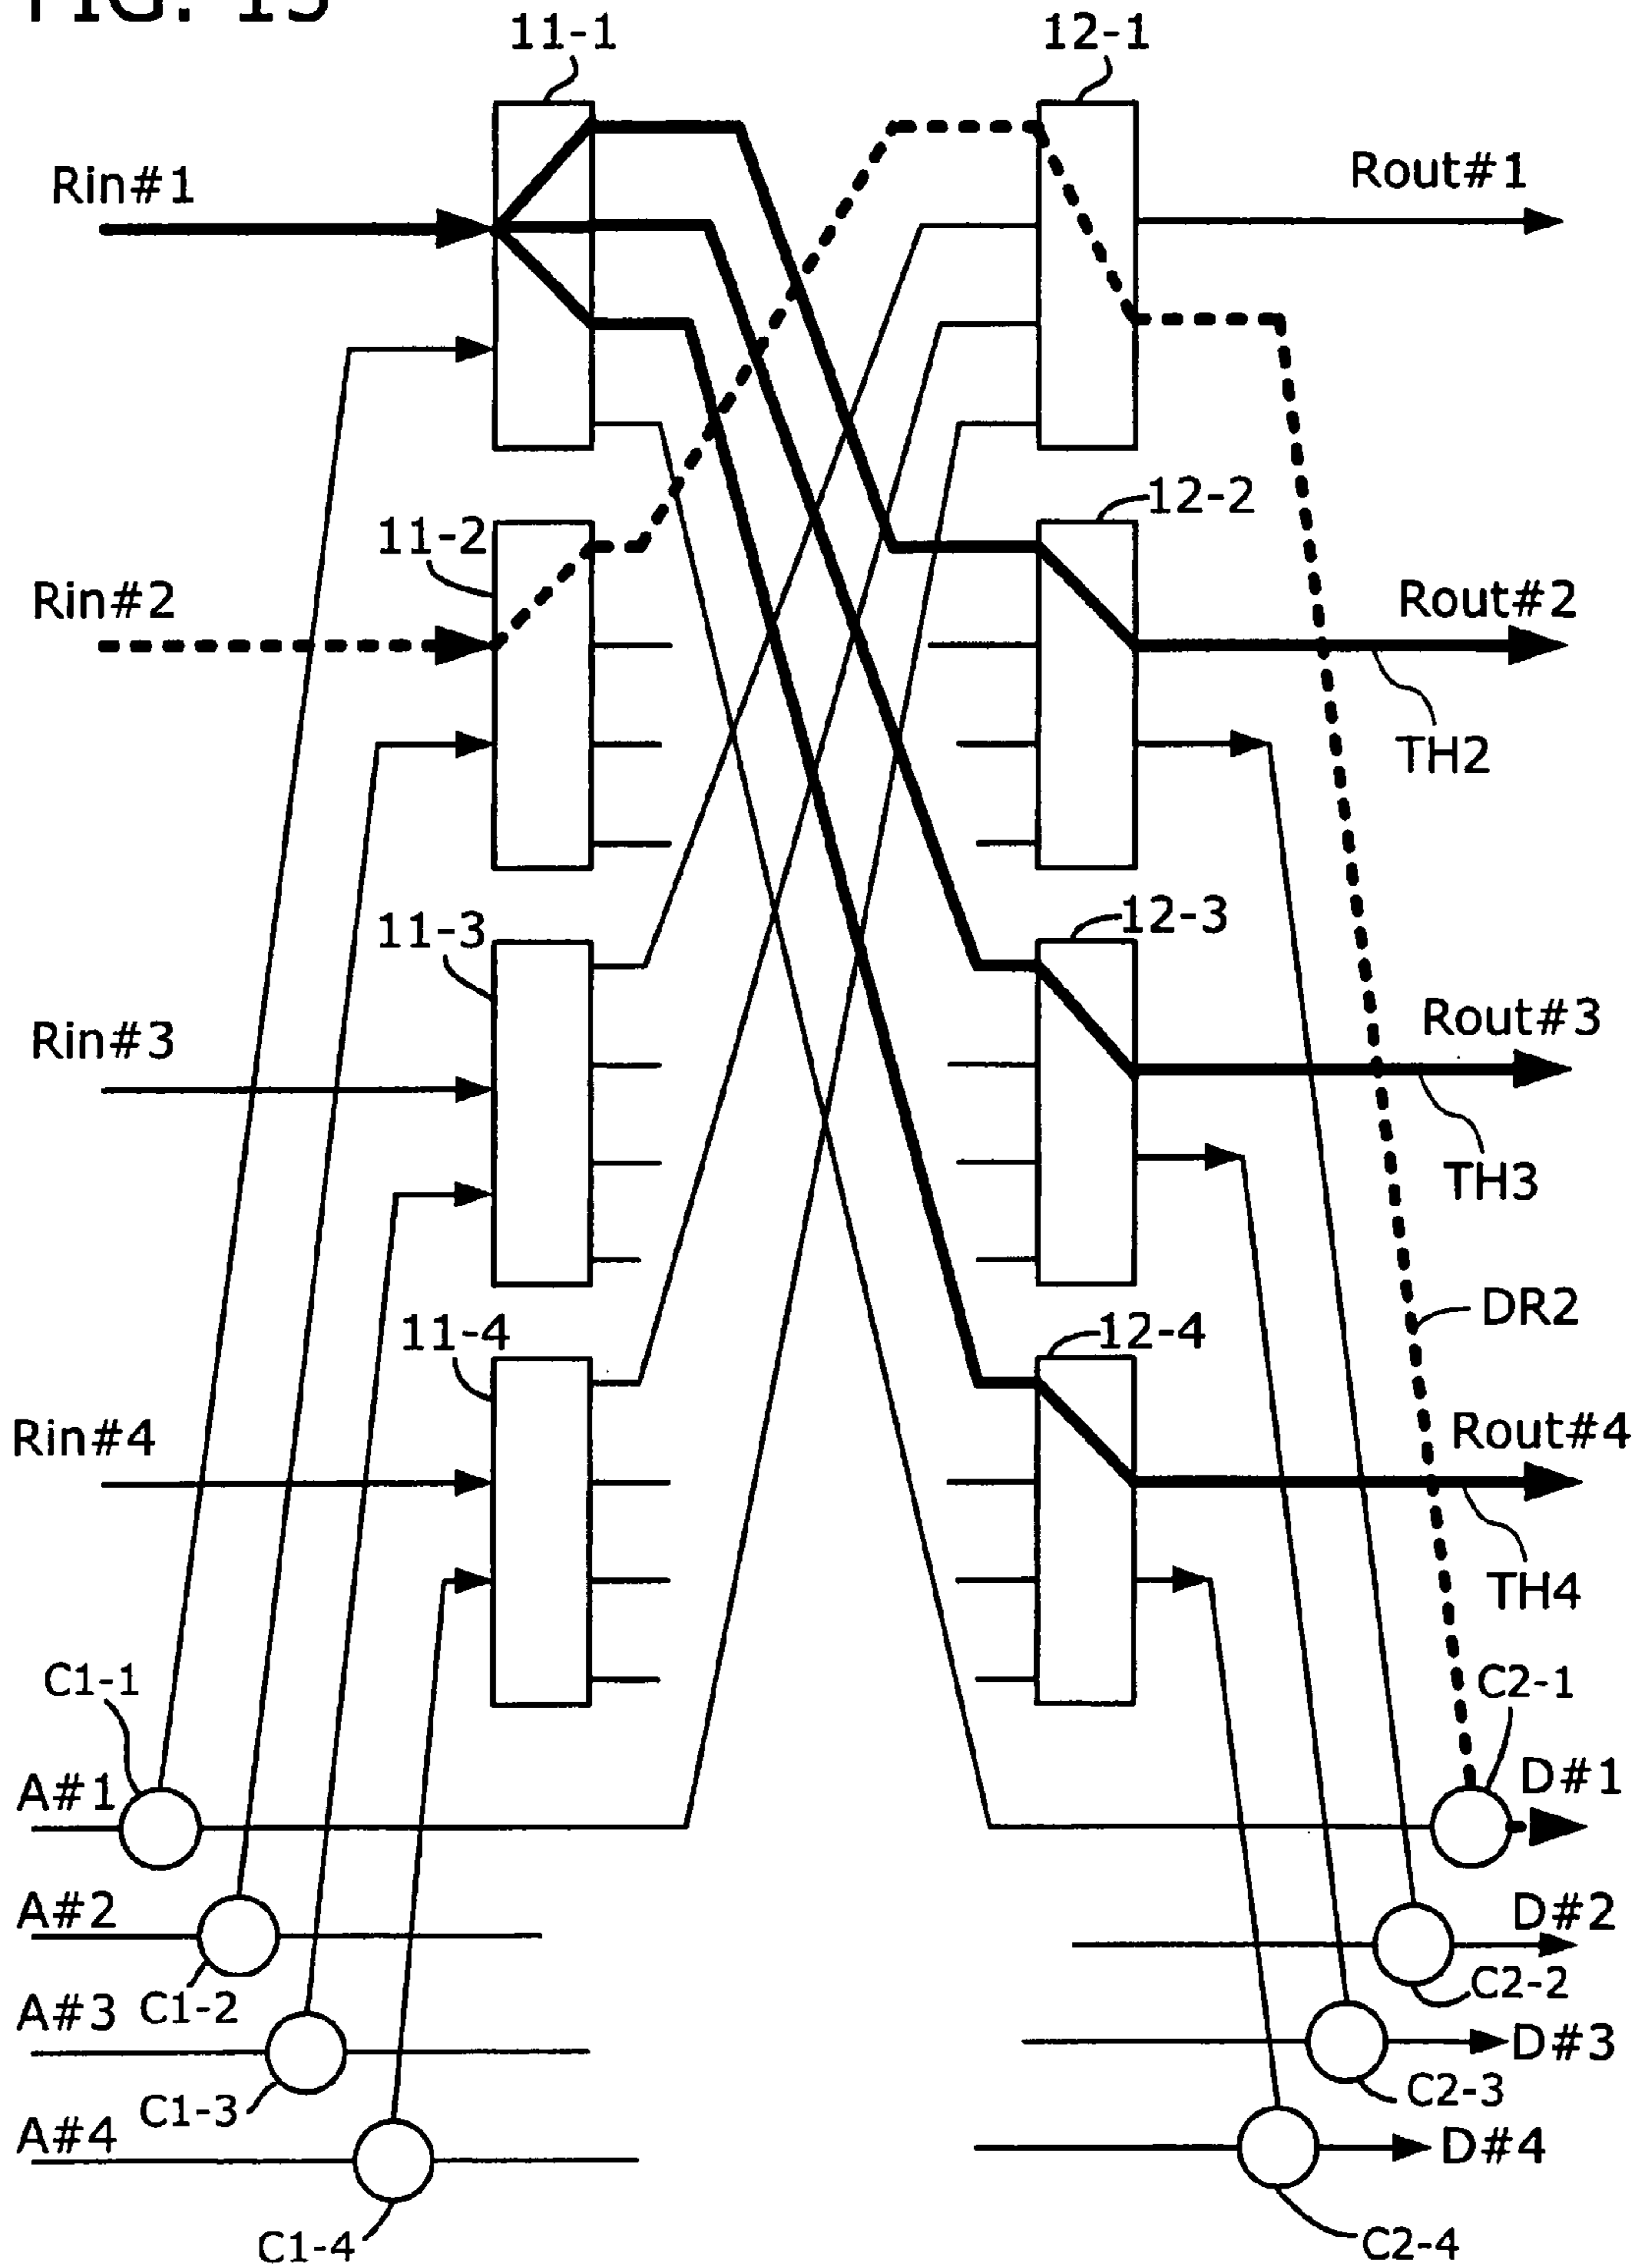 FIG. 15
11-1
12-1
Rin#1
Rout#1
11-2
12-2
Rin#2
Rout#2
TH2
11-3
12-3
Rin#3
Rout#3
TH3
DR2
11-4
12-4
Rin#4
Rout#4
TH4
C1-1
C2-1
A#1
D#1
A#2
D#2
C1-2
C2-2
A#3
D#3
C1-3
C2-3
A#4
D#4
C1-4
C2-4